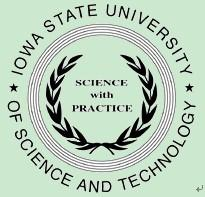 IOWA STATE UNIVERSITY
OF SCIENCE AND TECHNOLOGY
SCIENCE
with
PRACTICE